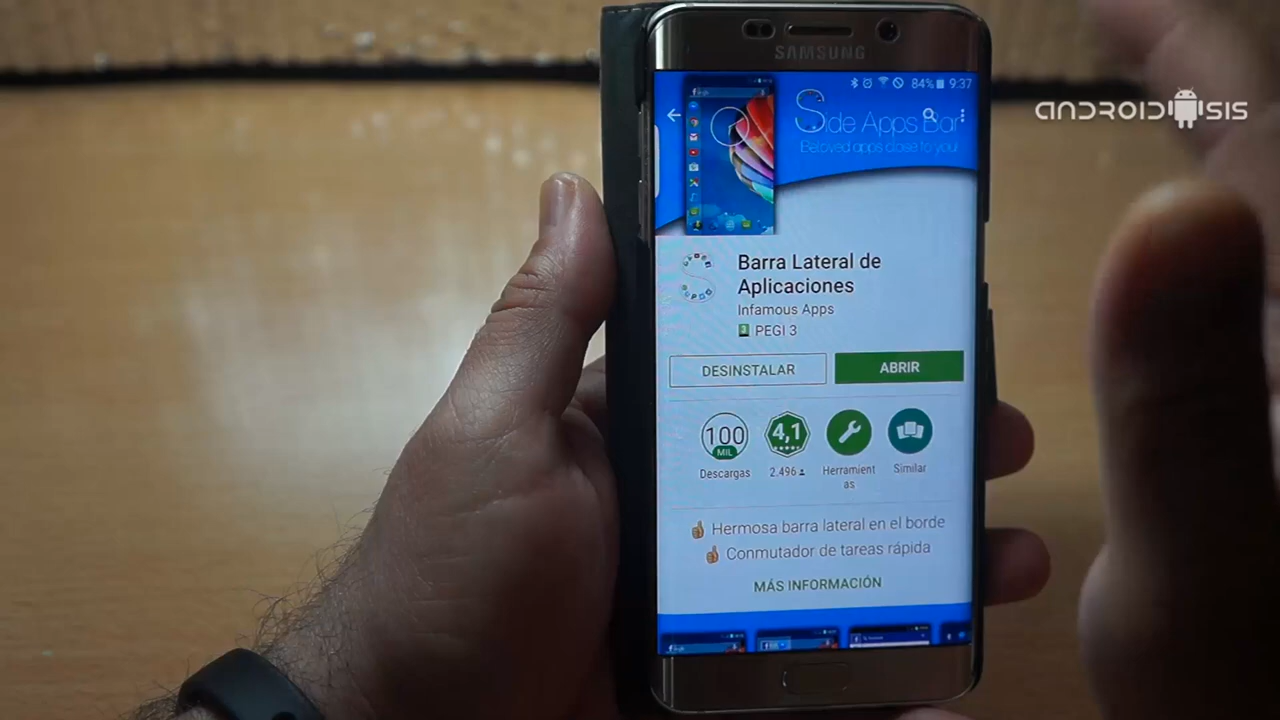 SAMSUNG
84% 9:37
Side Apps Bar
Beloved apps close to you!
ANDROIDSIS
Barra Lateral de
Aplicaciones
Infamous Apps
3 PEGI 3
DESINSTALAR
ABRIR
100
MIL
4,1
Descargas
2.496
Herramient
as
Similar
Hermosa barra lateral en el borde
Conmutador de tareas rápida
MÁS INFORMACIÓN